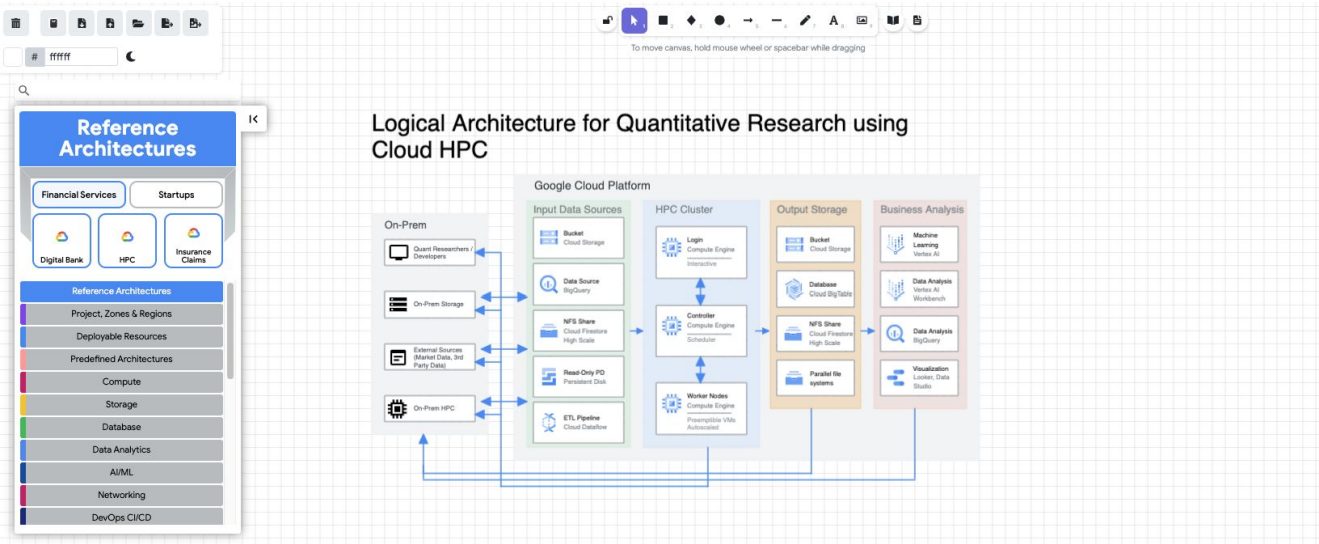 # ffffff
To move canvas, hold mouse wheel or spacebar while dragging
Reference
Architectures
Financial Services
Startups
Digital Bank
HPC
Insurance
Claims
Reference Architectures
Project, Zones & Regions
Deployable Resources
Predefined Architectures
Compute
Storage
Database
Data Analytics
AI/ML
Networking
DevOps CI/CD
Logical Architecture for Quantitative Research using
Cloud HPC
Google Cloud Platform
On-Prem
Quant Researchers /
Developers
On-Prem Storage
External Sources
(Market Data, 3rd
Party Data)
On-Prem HPC
Input Data Sources
Bucket
Cloud Storage
Data Source
BigQuery
NFS Share
Cloud Firestore
High Scale
Read-Only PD
Persistent Disk
ETL Pipeline
Cloud Dataflow
HPC Cluster
Login
Compute Engine
Interactive
Controller
Compute Engine
Scheduler
Worker Nodes
Compute Engine
Preemptible VMs
Autoscaled
Output Storage
Bucket
Cloud Storage
Database
Cloud BigTable
NFS Share
Cloud Firestore
High Scale
Parallel file
systems
Business Analysis
Machine
Learning
Vertex AI
Data Analysis
Vertex AI
Workbench
Data Analysis
BigQuery
Visualization
Looker, Data
Studio